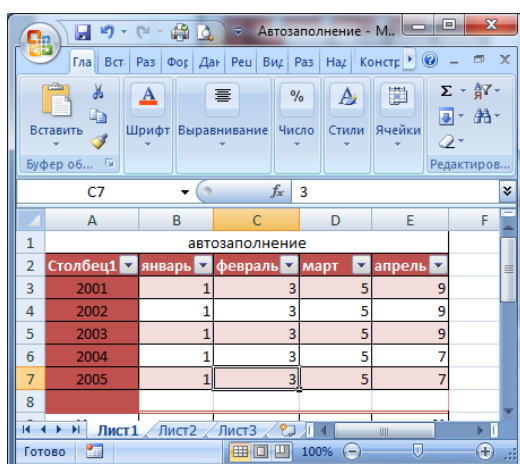 Автозаполнение - M..
Гла Вст Раз Фор Дан Рец Вид Раз Над Констр
Вставить Шрифт Выравнивание Число Стили Ячейки
Буфер об... Редактиров...
C7 fx 3
A B C D E F
1 автозаполнение
2 Столбец1 январь февраль март апрель
3 2001 1 3 5 9
4 2002 1 3 5 9
5 2003 1 3 5 9
6 2004 1 3 5 7
7 2005 1 3 5 7
8
Лист1 Лист2 Лист3
Готово 100%